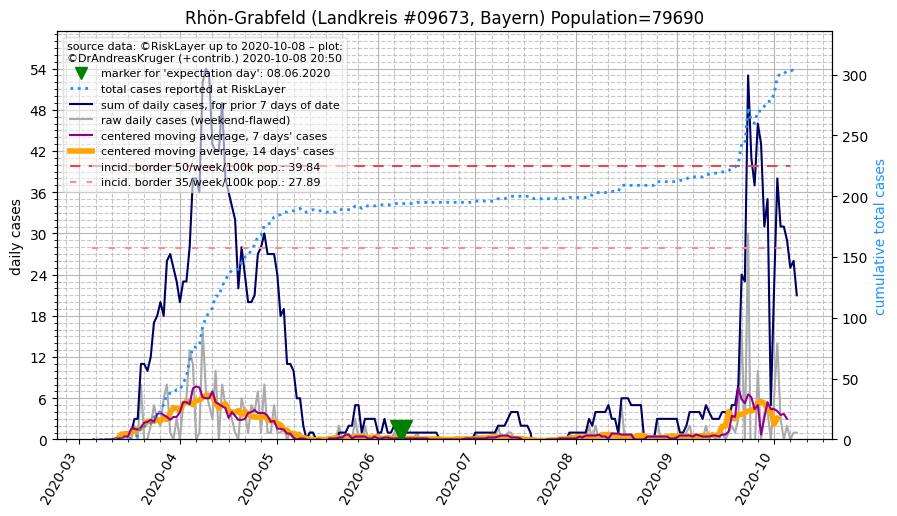 Rhön-Grabfeld (Landkreis #09673, Bayern) Population=79690
source data: ©RiskLayer up to 2020-10-08 – plot:
©DrAndreasKruger (+contrib.) 2020-10-08 20:50
marker for 'expectation day': 08.06.2020
total cases reported at RiskLayer
sum of daily cases, for prior 7 days of date
raw daily cases (weekend-flawed)
centered moving average, 7 days' cases
centered moving average, 14 days' cases
incid. border 50/week/100k pop.: 39.84
incid. border 35/week/100k pop.: 27.89
daily cases
54
48
42
36
30
24
18
12
6
0
cumulative total cases
300
250
200
150
100
50
0
2020-03
2020-04
2020-05
2020-06
2020-07
2020-08
2020-09
2020-10